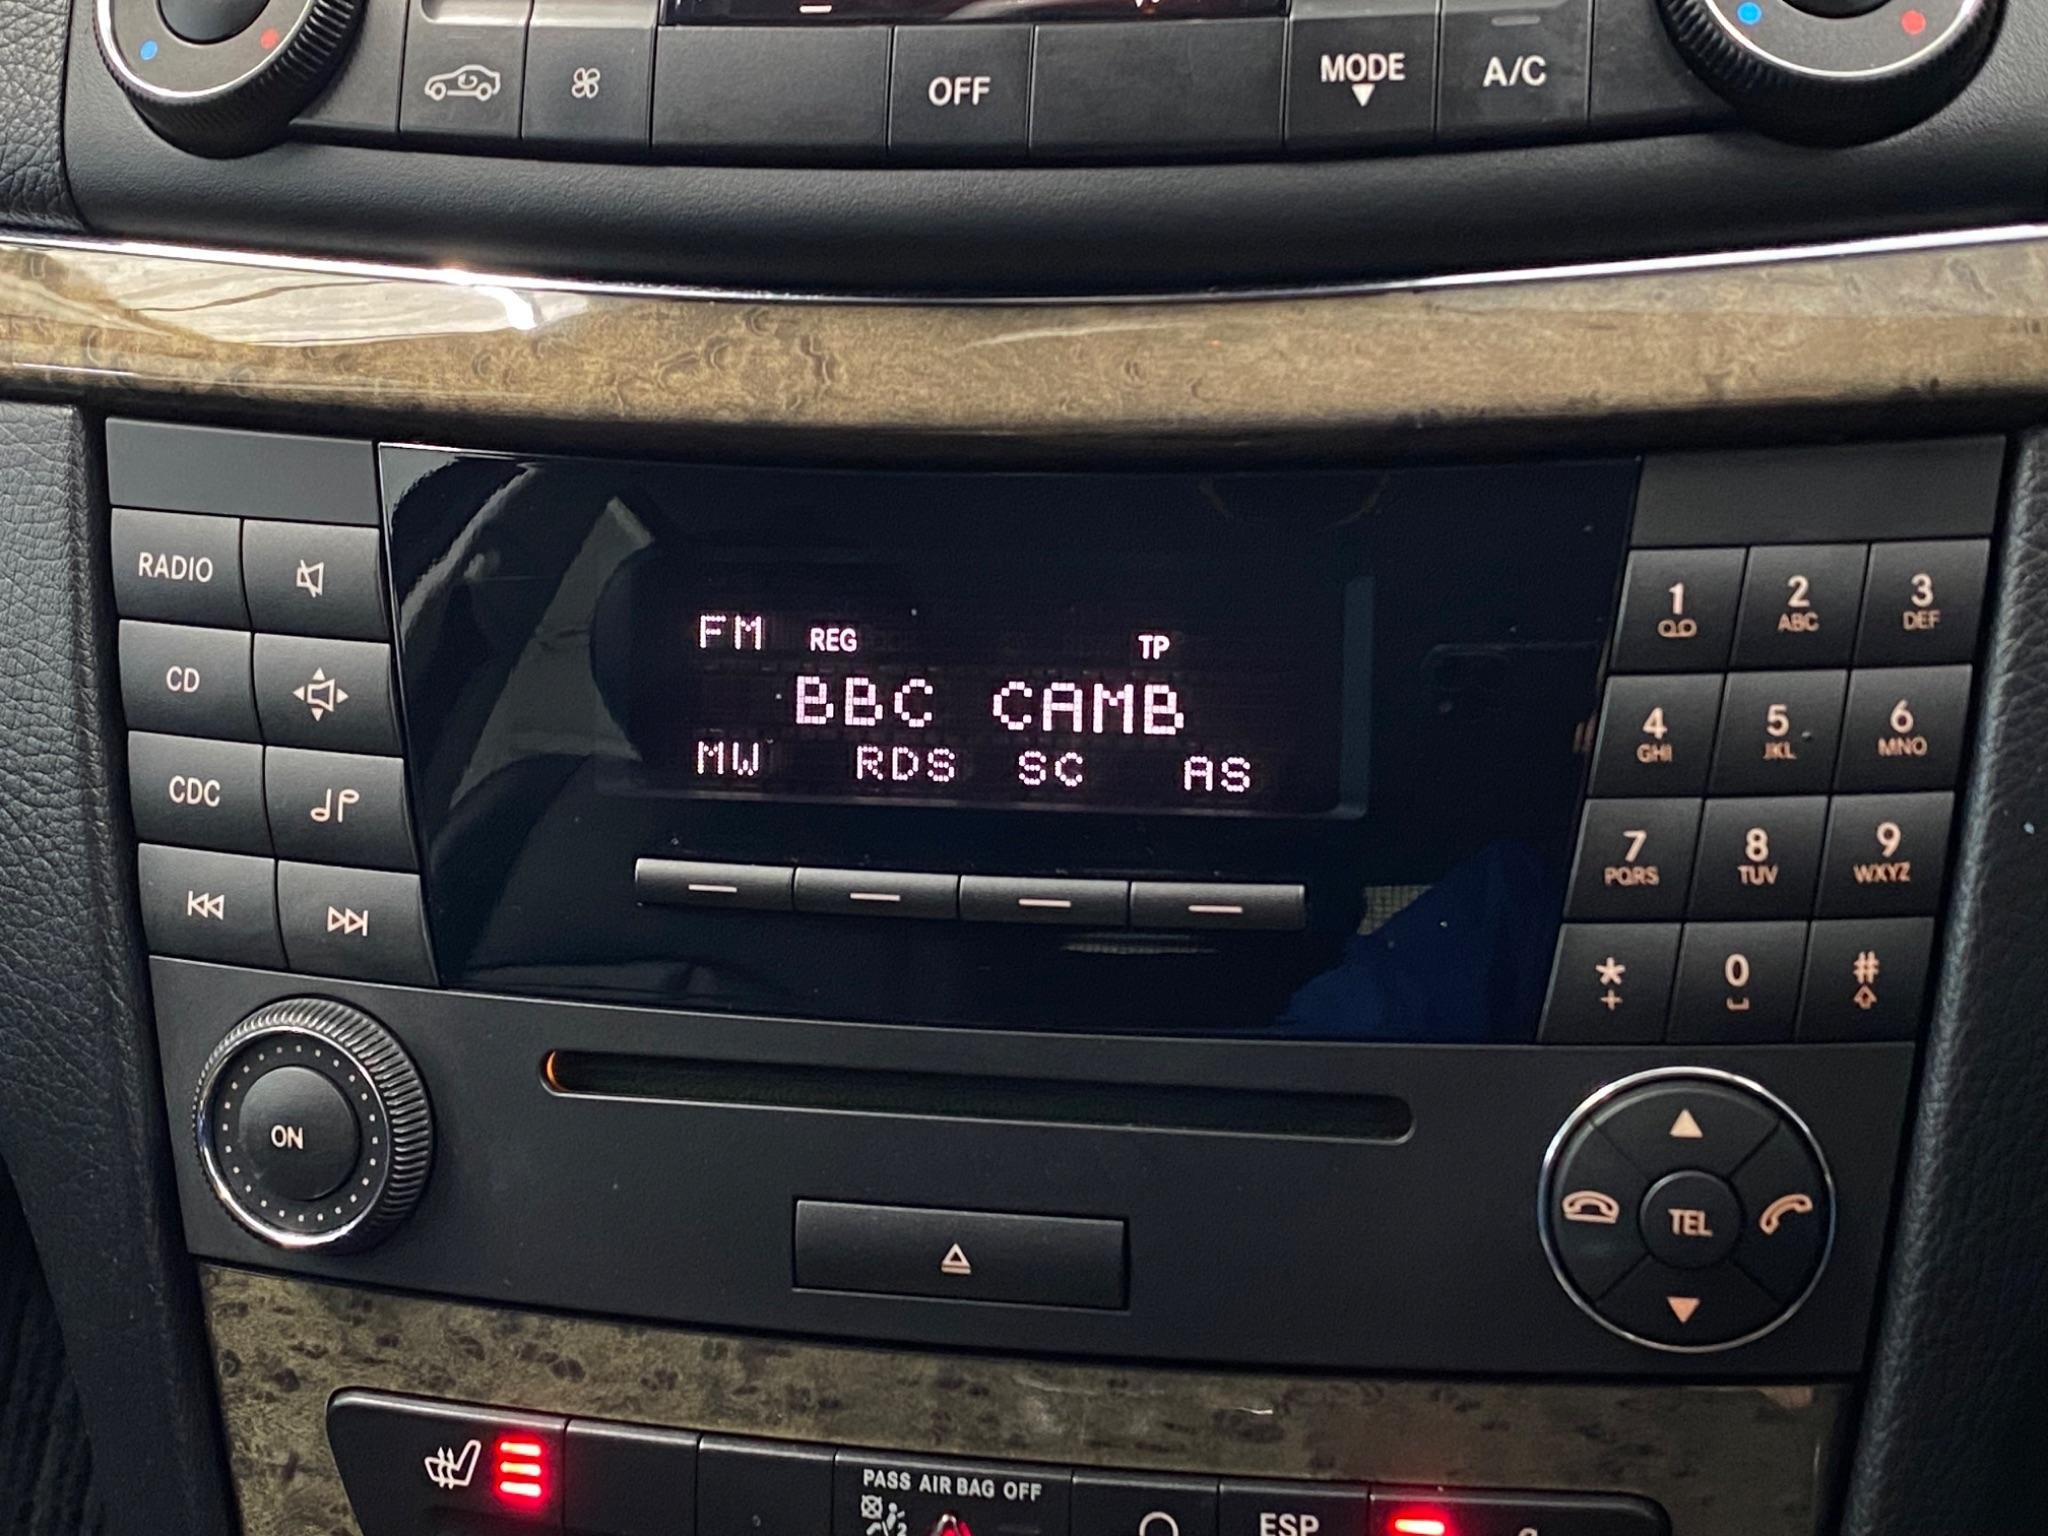 OFF
MODE
A/C
RADIO
CD
CDC
FM REG TP
BBC CAMB
MW RDS SC AS
1 2 ABC 3 DEF
4 GHI 5 JKL 6 MNO
7 PQRS 8 TUV 9 WXYZ
* + 0 #
ON
TEL
PASS AIR BAG OFF
ESP